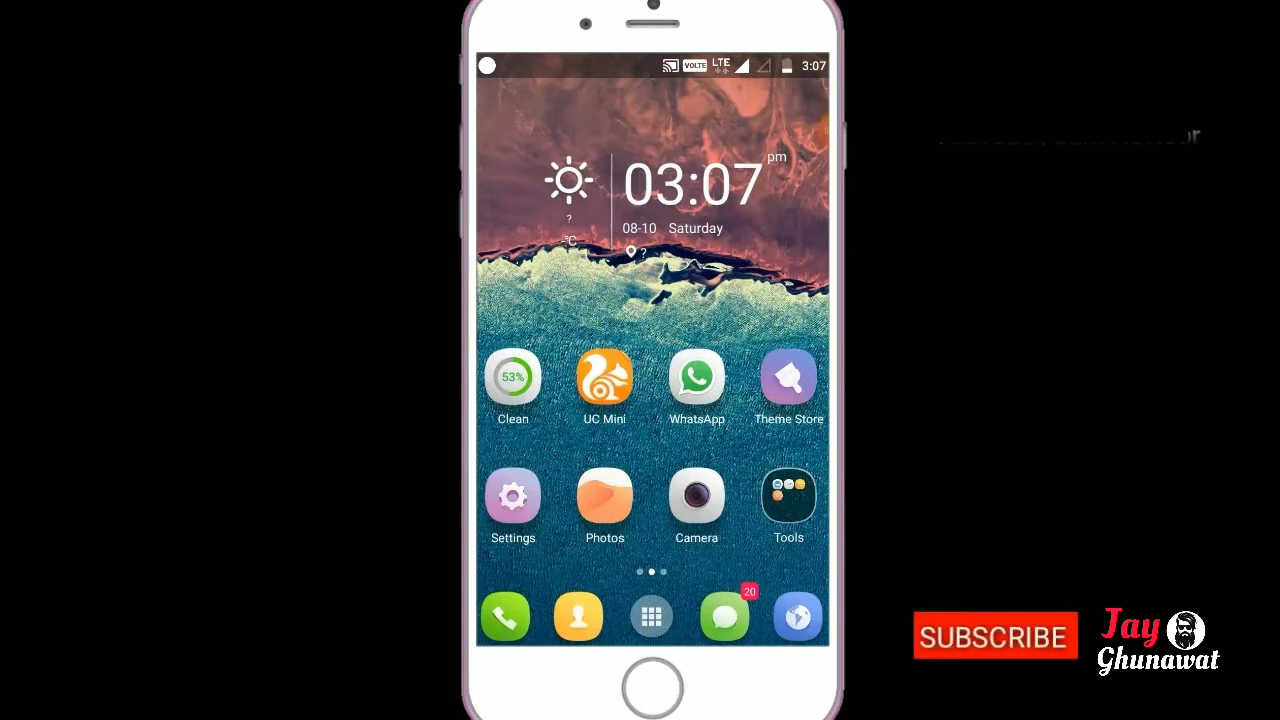 VOLTE LTE 3:07
pm
03:07
?
08-10 Saturday
-°C
?
53%
Clean UC Mini WhatsApp Theme Store
Settings Photos Camera Tools
20
SUBSCRIBE
Jay
Ghunawat